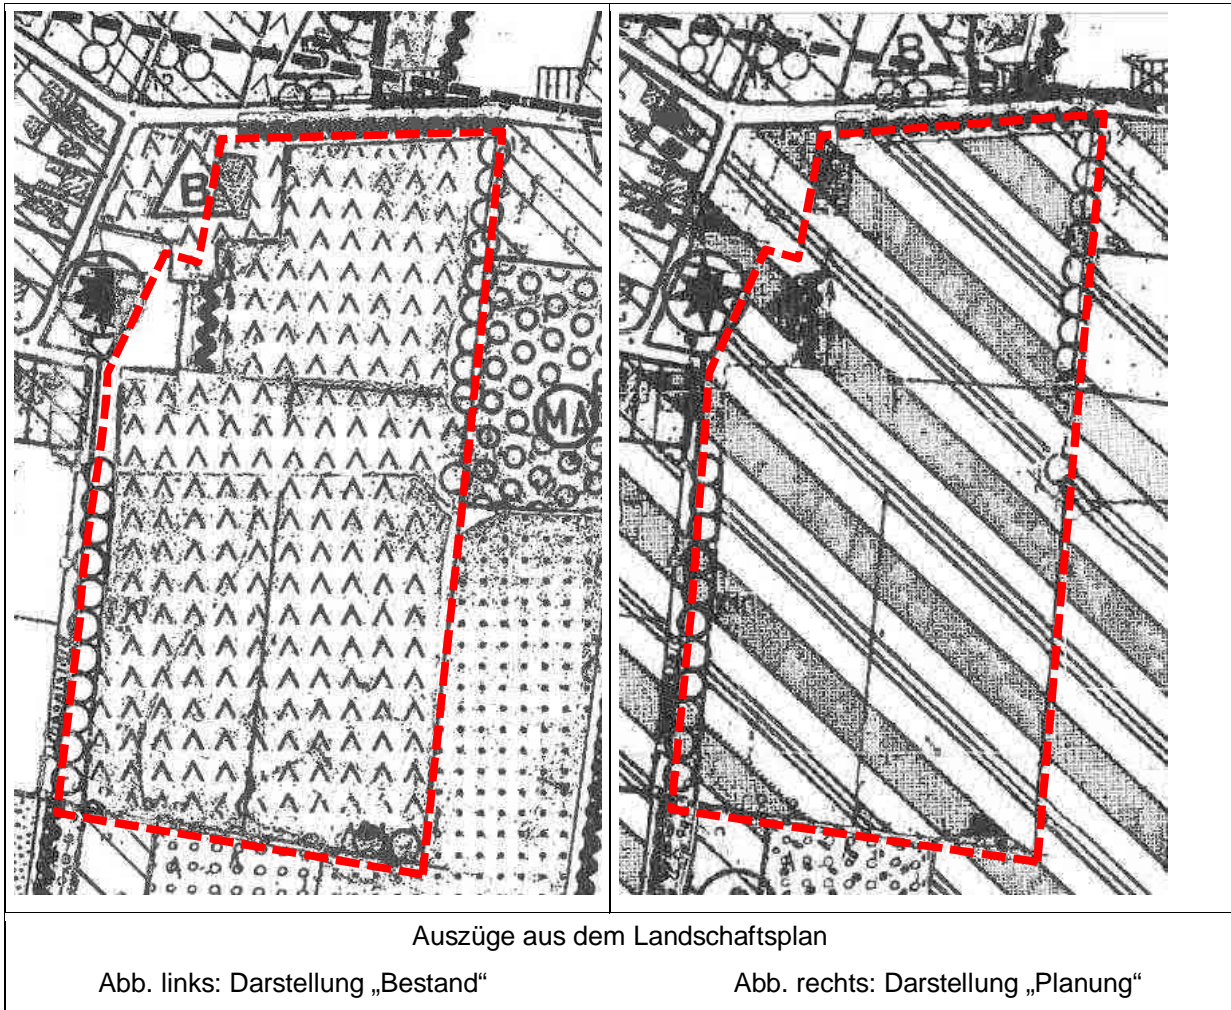 B
B
MA
Auszüge aus dem Landschaftsplan
Abb. links: Darstellung „Bestand“
Abb. rechts: Darstellung „Planung“